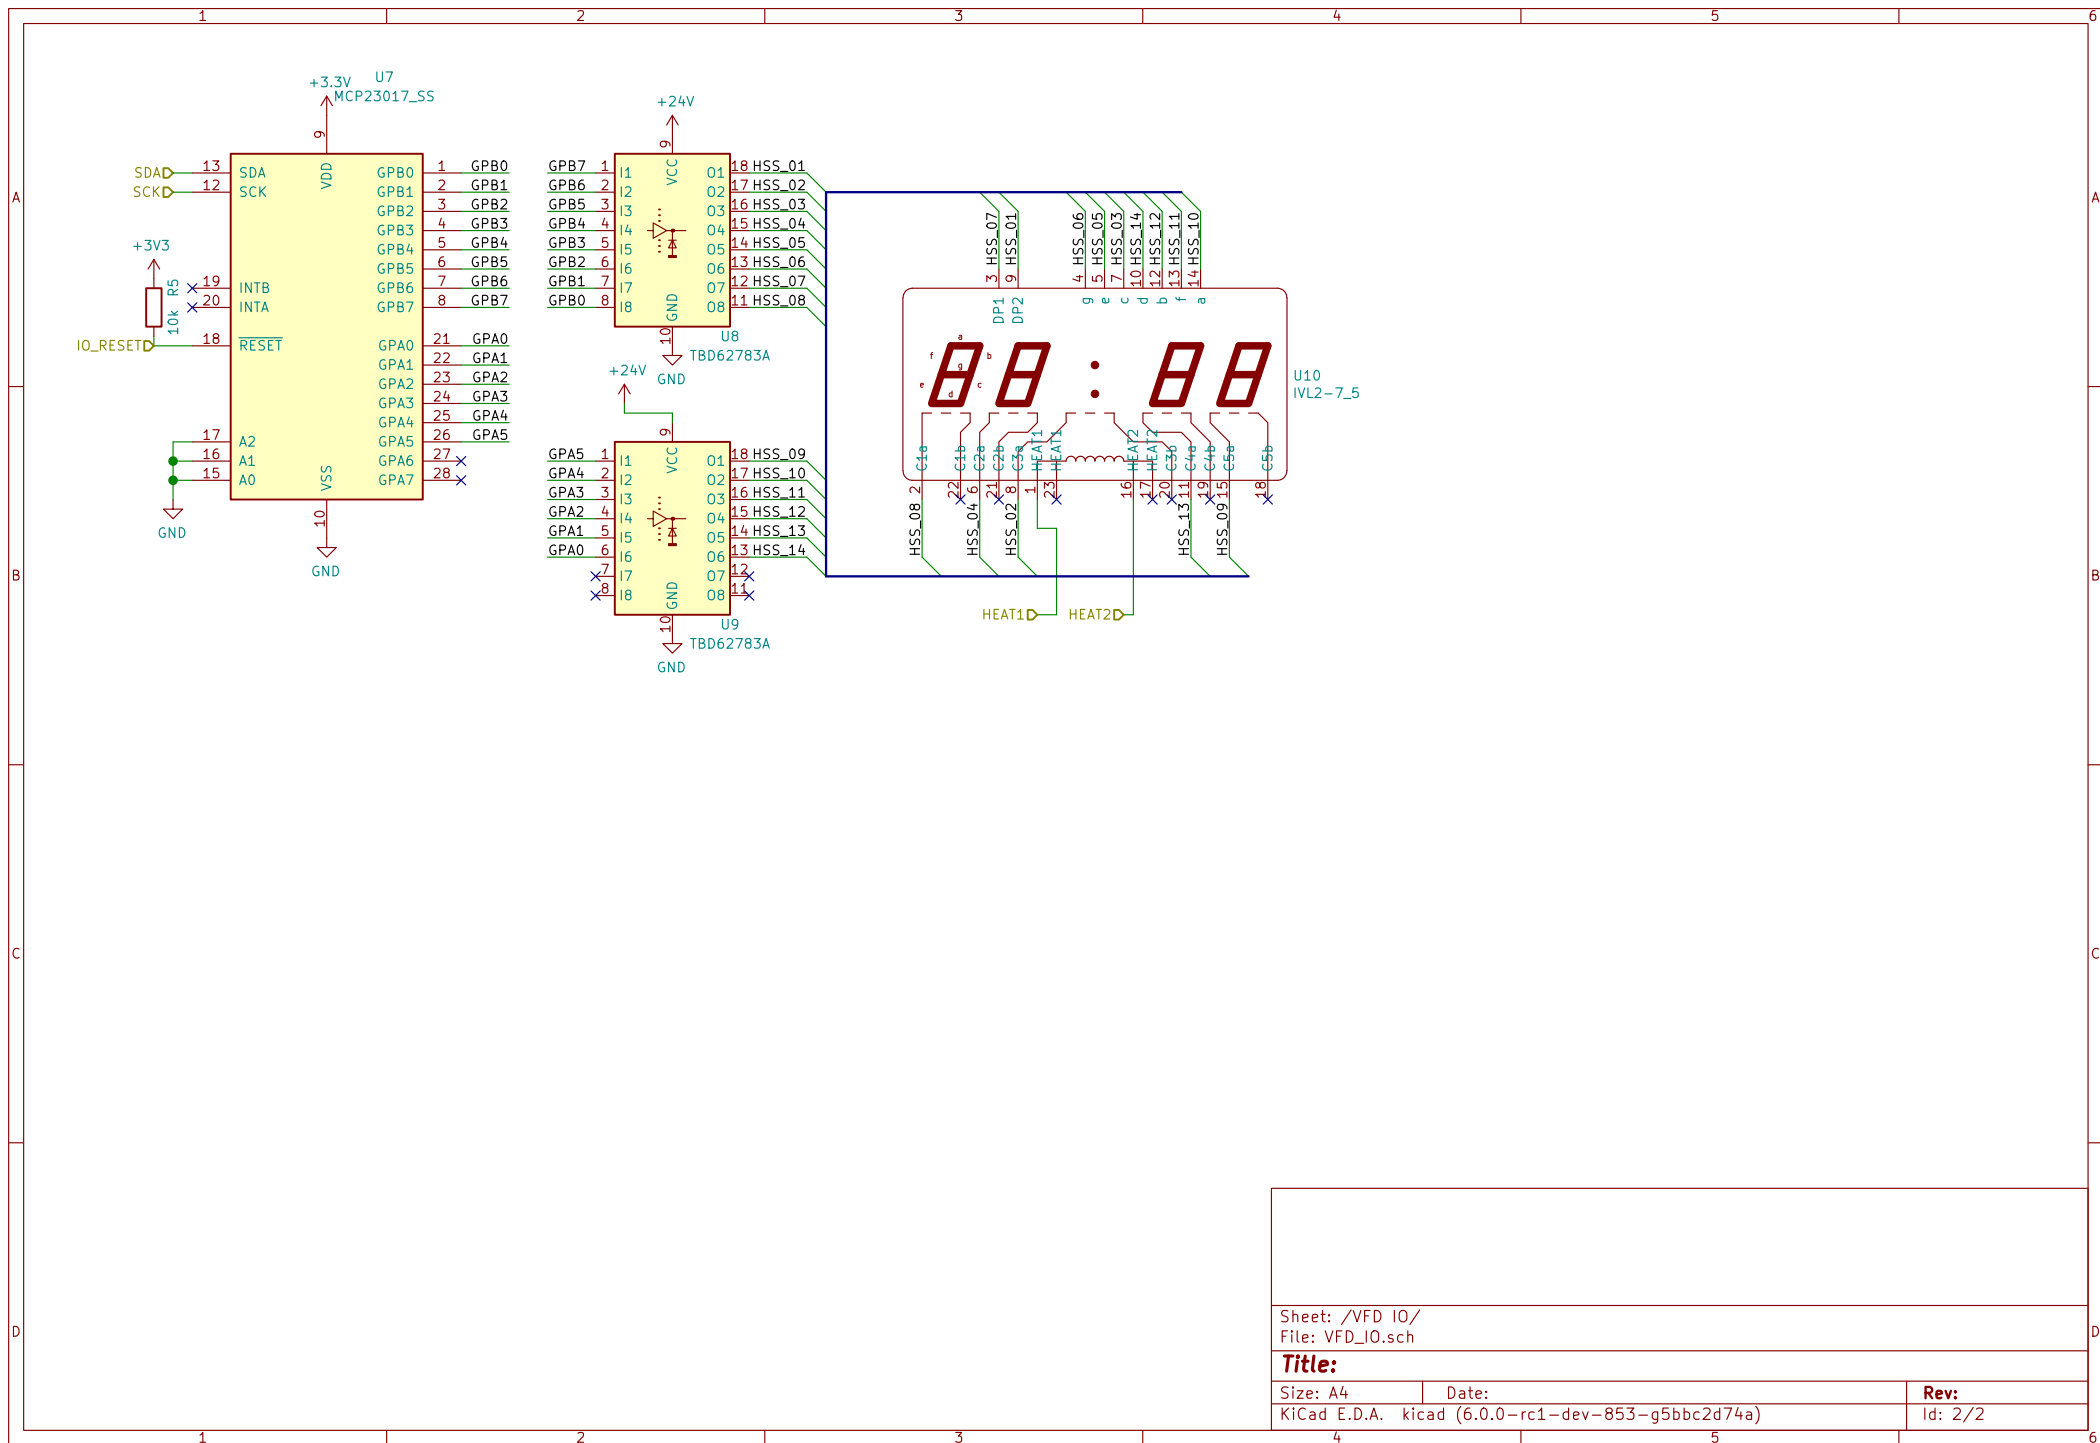 1 2 3 4 5 6
A
B
C
D
+3.3V
U7
MCP23017_SS
9
VDD
SDA 13 SDA
SCK 12 SCK
+3V3
R5
10k
19 INTB
20 INTA
IO_RESET 18 RESET
17 A2
16 A1
15 A0
VSS
10
GND
GND
GPB0 1 GPB0
GPB1 2 GPB1
GPB2 3 GPB2
GPB3 4 GPB3
GPB4 5 GPB4
GPB5 6 GPB5
GPB6 7 GPB6
GPB7 8 GPB7
GPA0 21 GPA0
GPA1 22 GPA1
GPA2 23 GPA2
GPA3 24 GPA3
GPA4 25 GPA4
GPA5 26 GPA5
GPA6 27
GPA7 28
+24V
9
VCC
GPB7 1 I1 O1 18 HSS_01
GPB6 2 I2 O2 17 HSS_02
GPB5 3 I3 O3 16 HSS_03
GPB4 4 I4 O4 15 HSS_04
GPB3 5 I5 O5 14 HSS_05
GPB2 6 I6 O6 13 HSS_06
GPB1 7 I7 O7 12 HSS_07
GPB0 8 I8 O8 11 HSS_08
GND
10
U8
TBD62783A
GND
+24V
9
VCC
GPA5 1 I1 O1 18 HSS_09
GPA4 2 I2 O2 17 HSS_10
GPA3 3 I3 O3 16 HSS_11
GPA2 4 I4 O4 15 HSS_12
GPA1 5 I5 O5 14 HSS_13
GPA0 6 I6 O6 13 HSS_14
7 I7 O7 12
8 I8 O8 11
GND
10
U9
TBD62783A
GND
HSS_07 HSS_01 HSS_06 HSS_05 HSS_03 HSS_14 HSS_12 HSS_11 HSS_10
3 9 4 5 7 10 12 13 14
DP1 DP2 g e c d b f a
a
f b
g
e c
d
88:88
U10
IVL2-7_5
C1a C1b C2a C2b C3a HEAT1 HEAT1 HEAT2 HEAT2 C3b C4a C4b C5a C5b
2 22 6 21 8 1 23 16 17 20 11 19 15 18
HSS_08 HSS_04 HSS_02 HSS_13 HSS_09
HEAT1 HEAT2
Sheet: /VFD IO/
File: VFD_IO.sch
Title:
Size: A4 Date: Rev:
KiCad E.D.A. kicad (6.0.0-rc1-dev-853-g5bbc2d74a) Id: 2/2
A
B
C
D
1 2 3 4 5 6